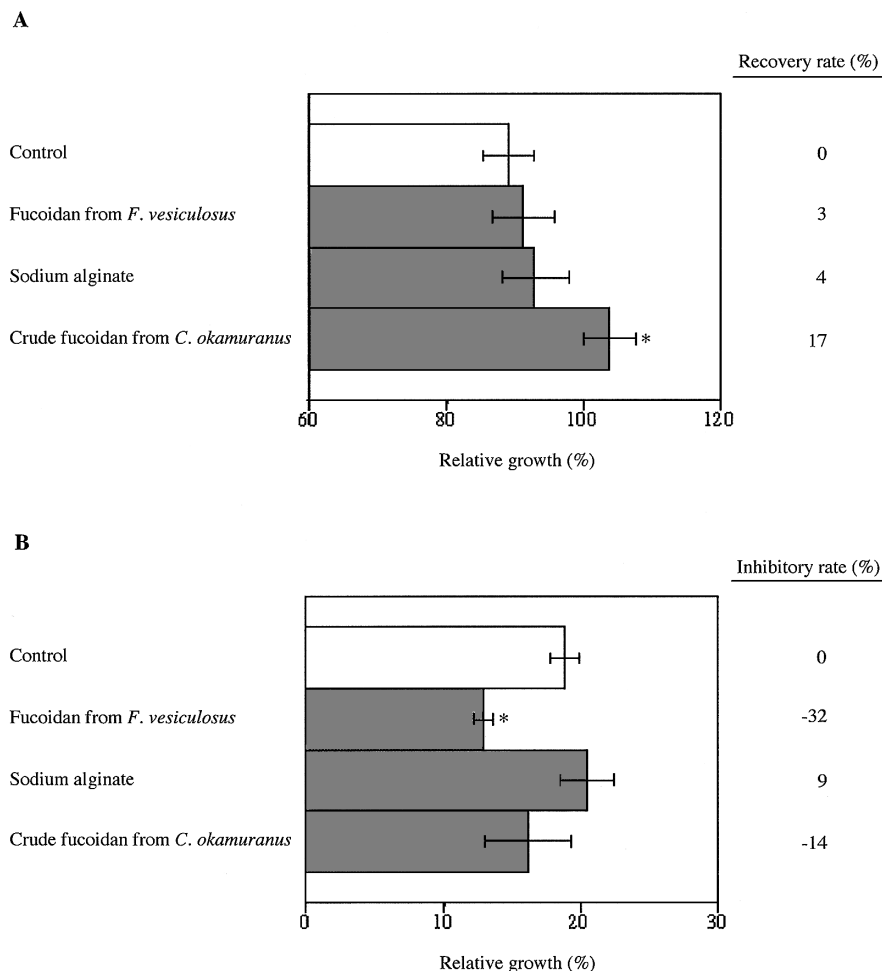 A
Recovery rate (%)
Control 0
Fucoidan from F. vesiculosus 3
Sodium alginate 4
Crude fucoidan from C. okamuranus * 17
60 80 100 120
Relative growth (%)
B
Inhibitory rate (%)
Control 0
Fucoidan from F. vesiculosus * -32
Sodium alginate 9
Crude fucoidan from C. okamuranus -14
0 10 20 30
Relative growth (%)